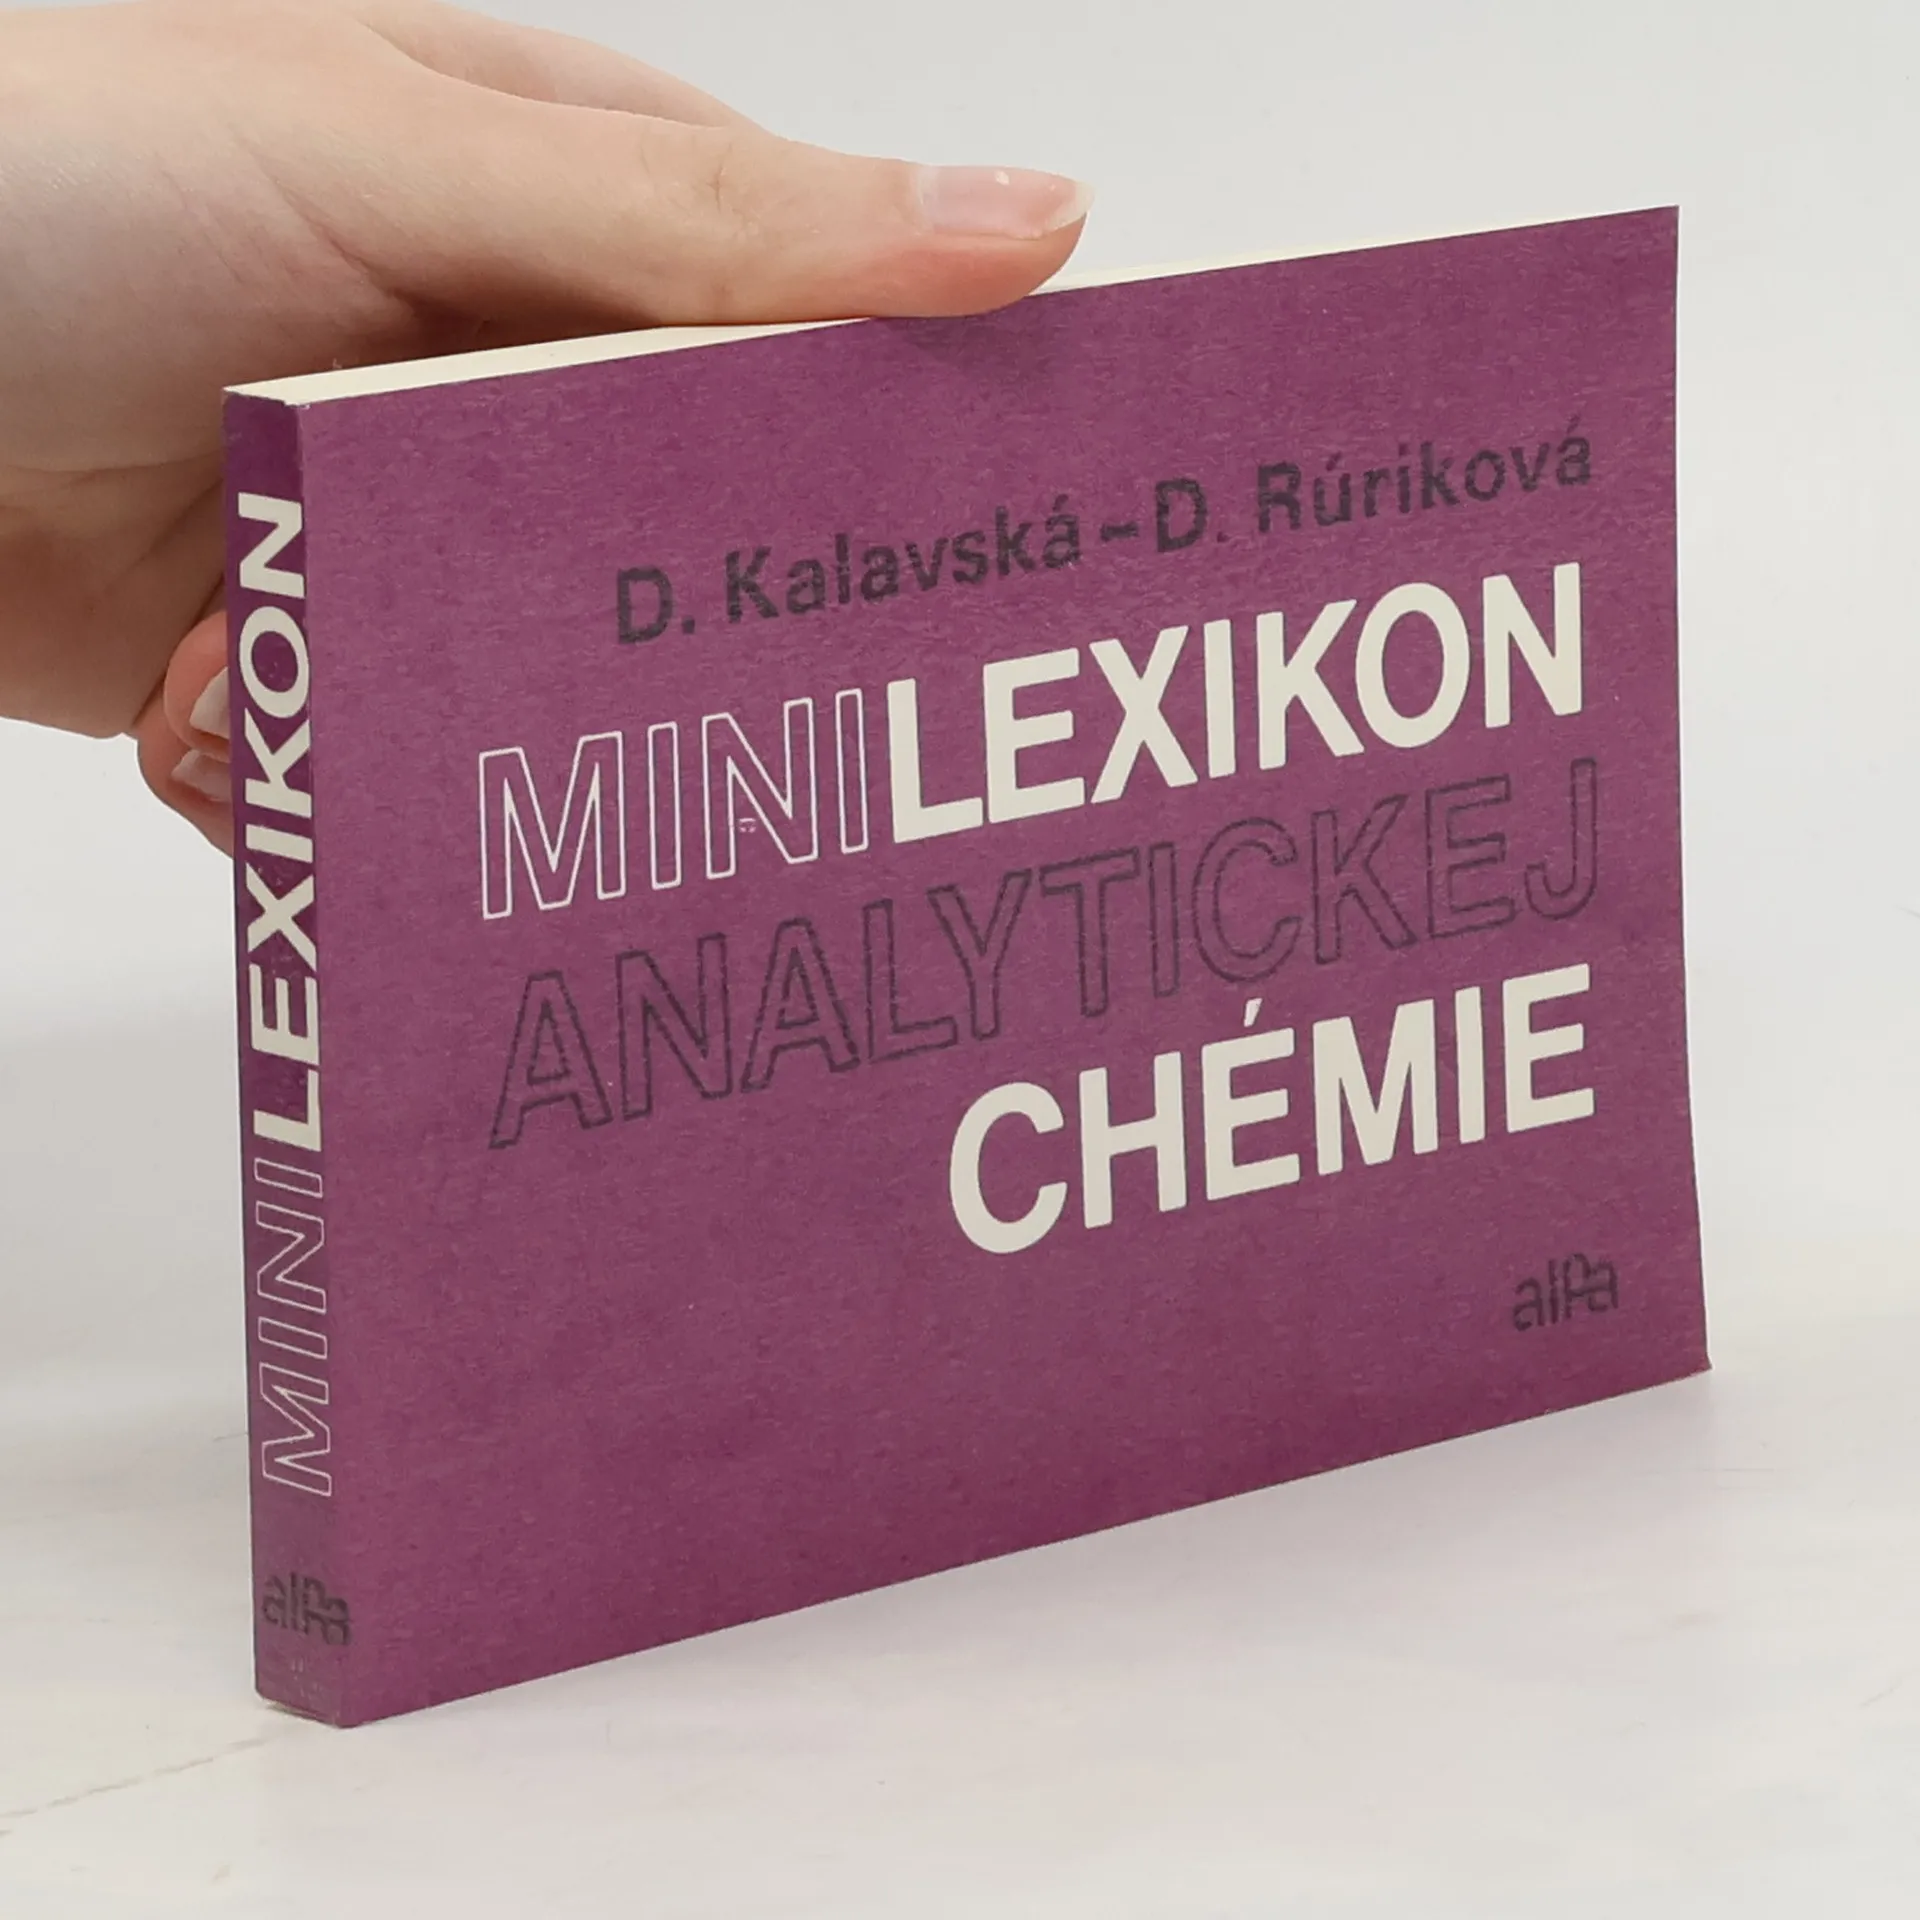 D. Kalavská – D. Rúriková
MINILEXIKON
ANALYTICKEJ
CHÉMIE
alfa
MINILEXIKON
alfa